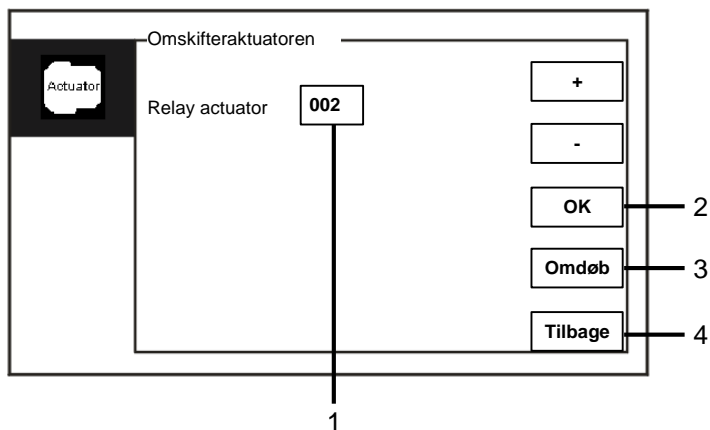 Omskifteraktuatoren
Actuator
Relay actuator 002
+
-
OK
2
Omdøb
3
Tilbage
4
1